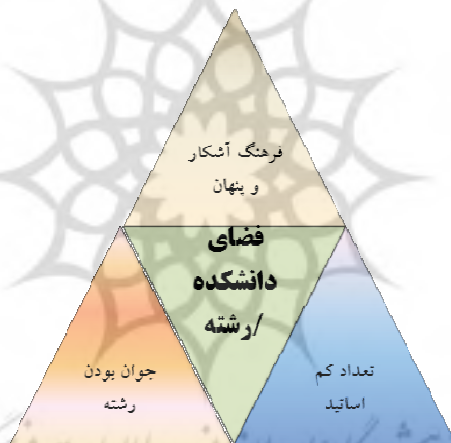 فرهنگ آشکار
و پنهان
فضای
دانشکده
/رشته
جوان بودن
رشته
تعداد کم
اساتید